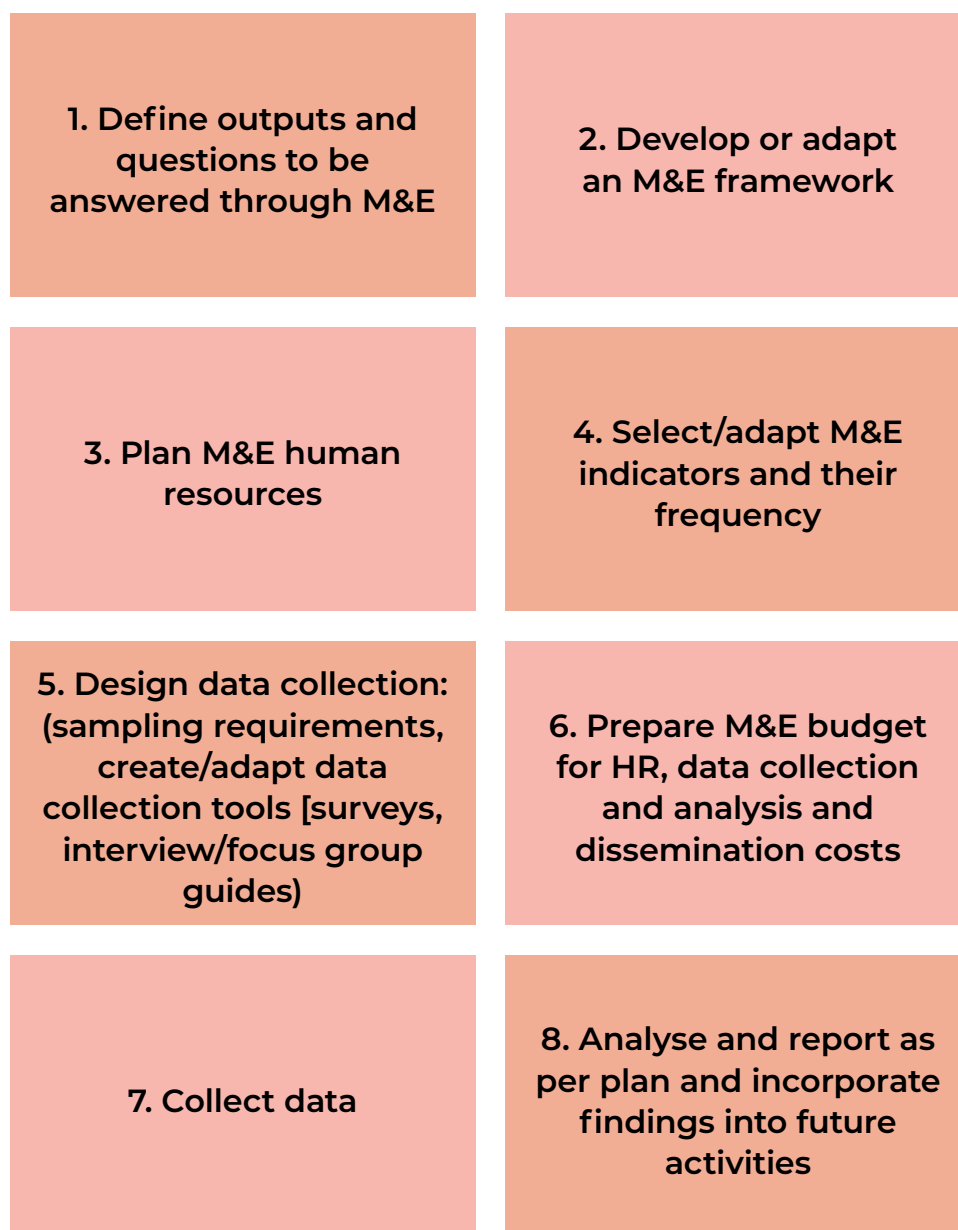 1. Define outputs and
questions to be
answered through M&E
2. Develop or adapt
an M&E framework
3. Plan M&E human
resources
4. Select/adapt M&E
indicators and their
frequency
5. Design data collection:
(sampling requirements,
create/adapt data
collection tools [surveys,
interview/focus group
guides)
6. Prepare M&E budget
for HR, data collection
and analysis and
dissemination costs
7. Collect data
8. Analyse and report as
per plan and incorporate
findings into future
activities